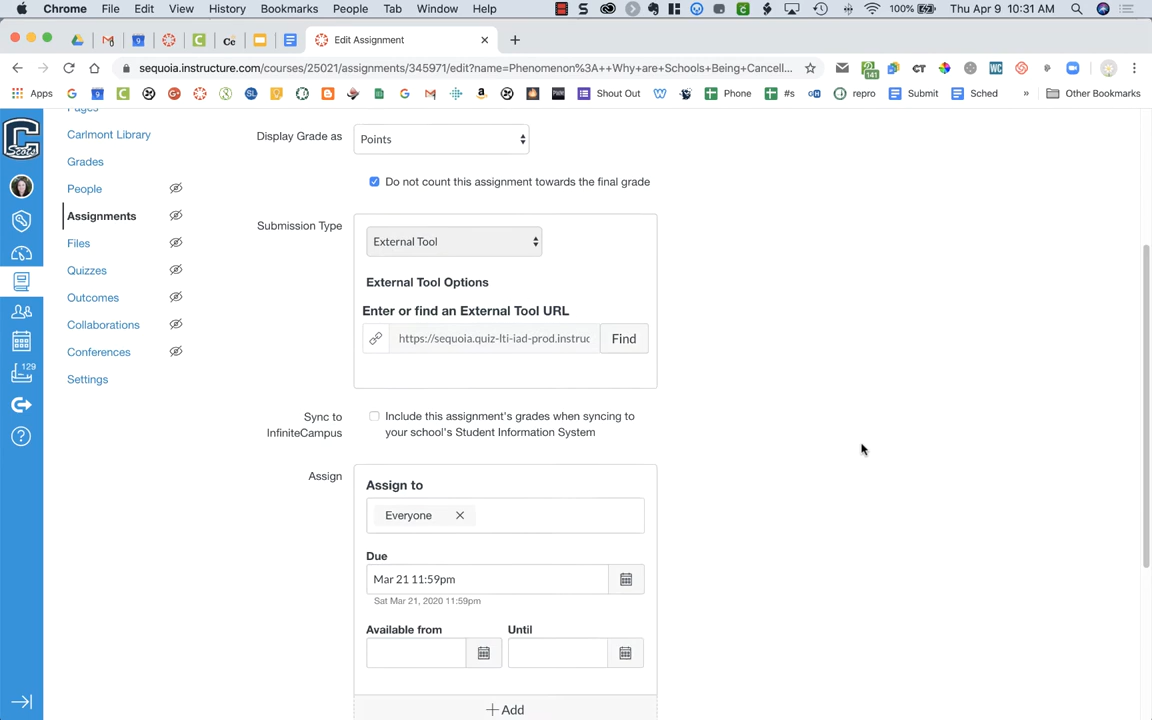 Chrome File Edit View History Bookmarks People Tab Window Help 100% Thu Apr 9 10:31 AM
Edit Assignment
sequoia.instructure.com/courses/25021/assignments/345971/edit?name=Phenomenon%3A++Why+are+Schools+Being+Cancell...
Apps Shout Out Phone #s repro Submit Sched » Other Bookmarks
Pages
Carlmont Library
Grades
People
Assignments
Files
Quizzes
Outcomes
Collaborations
Conferences
Settings
129
141
Display Grade as
Points
Do not count this assignment towards the final grade
Submission Type
External Tool
External Tool Options
Enter or find an External Tool URL
https://sequoia.quiz-lti-iad-prod.instruc
Find
Sync to
InfiniteCampus
Include this assignment's grades when syncing to
your school's Student Information System
Assign
Assign to
Everyone
Due
Mar 21 11:59pm
Sat Mar 21, 2020 11:59pm
Available from Until
+ Add